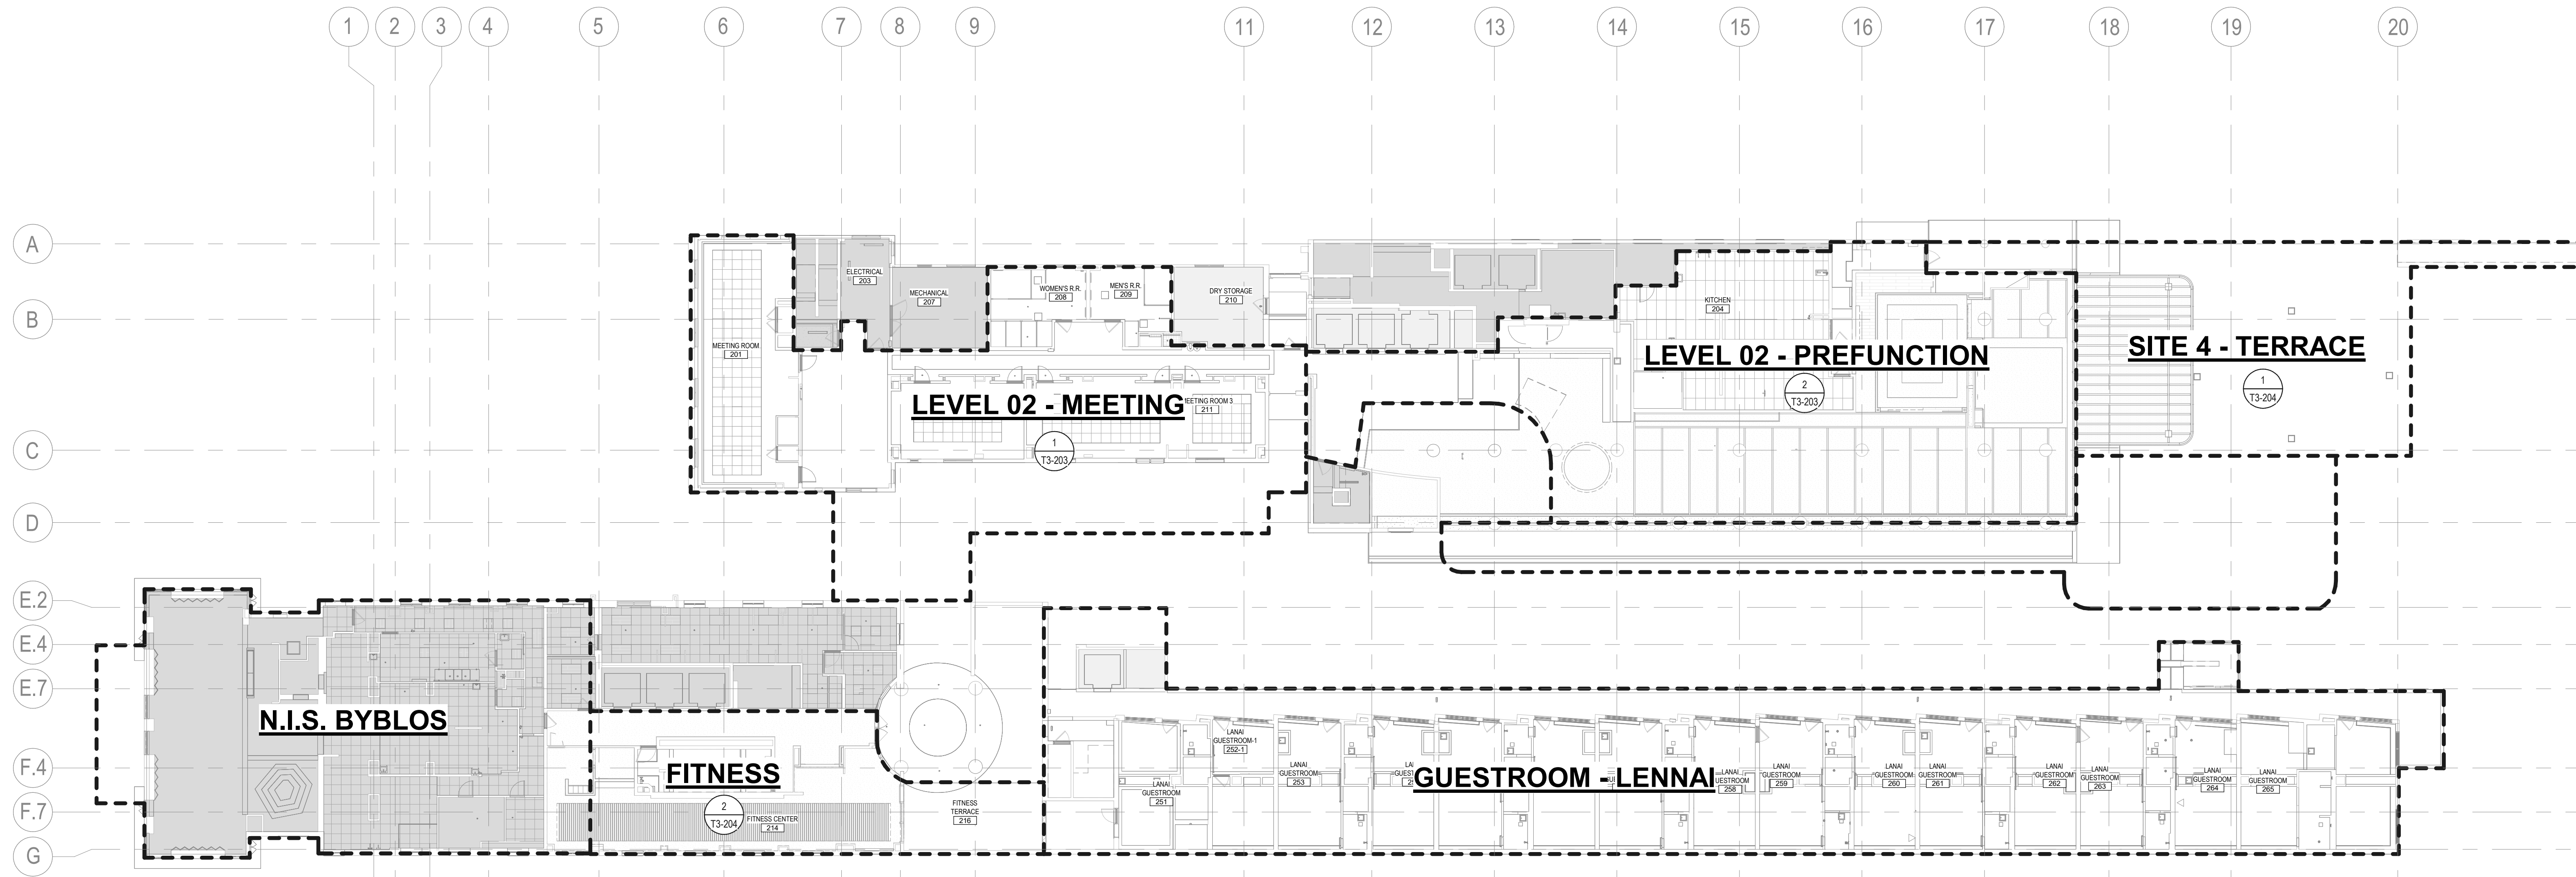 1
2
3
4
5
6
7
8
9
11
12
13
14
15
16
17
18
19
20
A
B
C
D
E.2
E.4
E.7
F.4
F.7
G
ELECTRICAL
203
MECHANICAL
207
WOMEN'S R.R.
208
MEN'S R.R.
209
DRY STORAGE
210
MEETING ROOM
201
LEVEL 02 - MEETING
1
T3-203
MEETING ROOM 3
211
KITCHEN
204
LEVEL 02 - PREFUNCTION
2
T3-203
SITE 4 - TERRACE
1
T3-204
N.I.S. BYBLOS
FITNESS
2
T3-204
FITNESS CENTER
214
FITNESS
TERRACE
216
GUESTROOM - LENNAI
LANAI
GUESTROOM
251
LANAI
GUESTROOM-1
252-1
LANAI
GUESTROOM
253
LANAI
GUESTROOM
258
LANAI
GUESTROOM
259
LANAI
GUESTROOM
260
LANAI
GUESTROOM
261
LANAI
GUESTROOM
262
LANAI
GUESTROOM
263
LANAI
GUESTROOM
264
LANAI
GUESTROOM
265